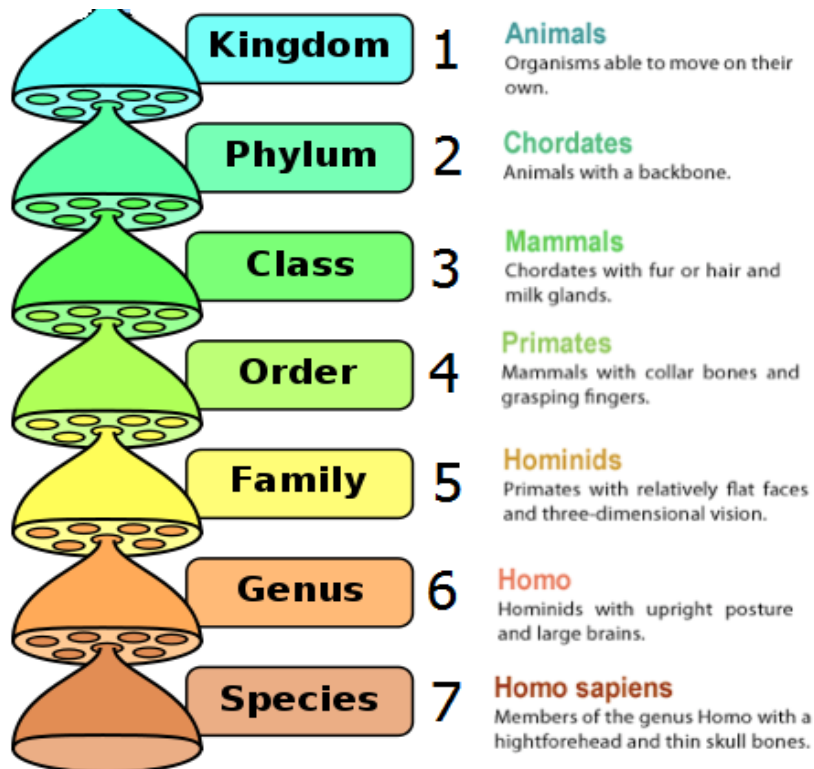 Kingdom 1 Animals
Organisms able to move on their
own.
Phylum 2 Chordates
Animals with a backbone.
Class 3 Mammals
Chordates with fur or hair and
milk glands.
Order 4 Primates
Mammals with collar bones and
grasping fingers.
Family 5 Hominids
Primates with relatively flat faces
and three-dimensional vision.
Genus 6 Homo
Hominids with upright posture
and large brains.
Species 7 Homo sapiens
Members of the genus Homo with a
hightforehead and thin skull bones.